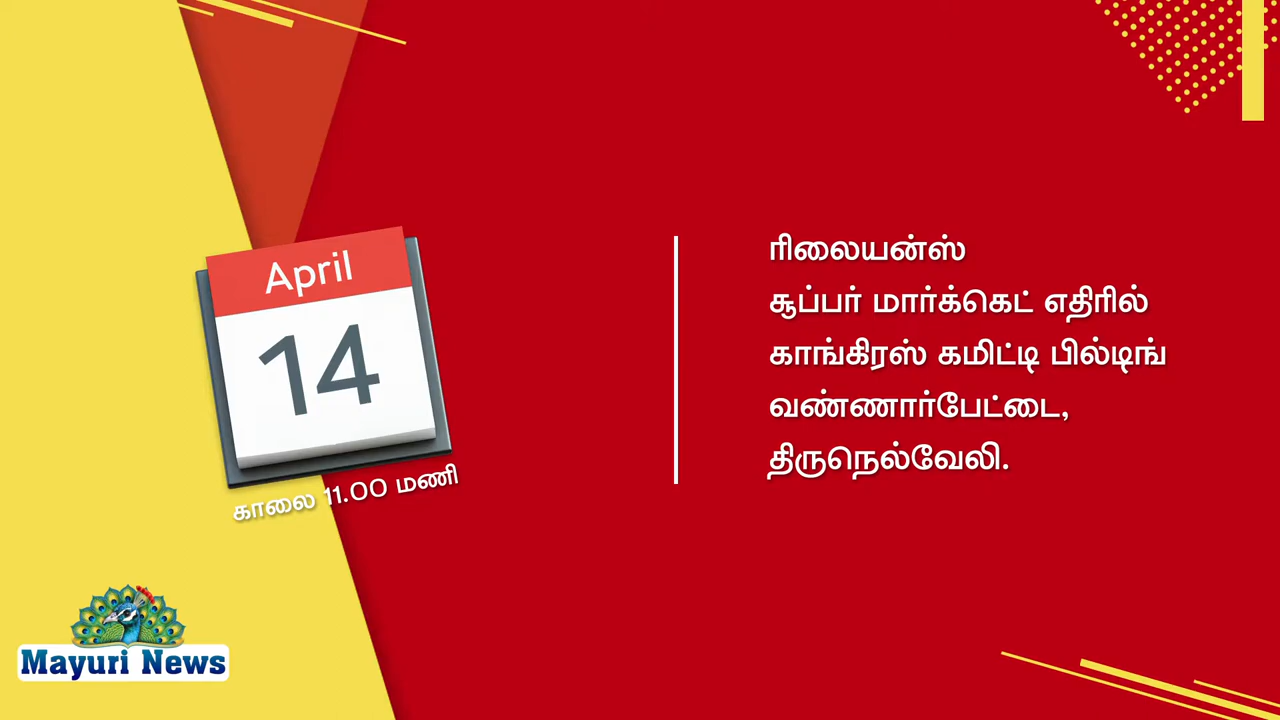 April
14
காலை 11.00 மணி
ரிலையன்ஸ்
சூப்பர் மார்க்கெட் எதிரில்
காங்கிரஸ் கமிட்டி பில்டிங்
வண்ணார்பேட்டை,
திருநெல்வேலி.
Mayuri News